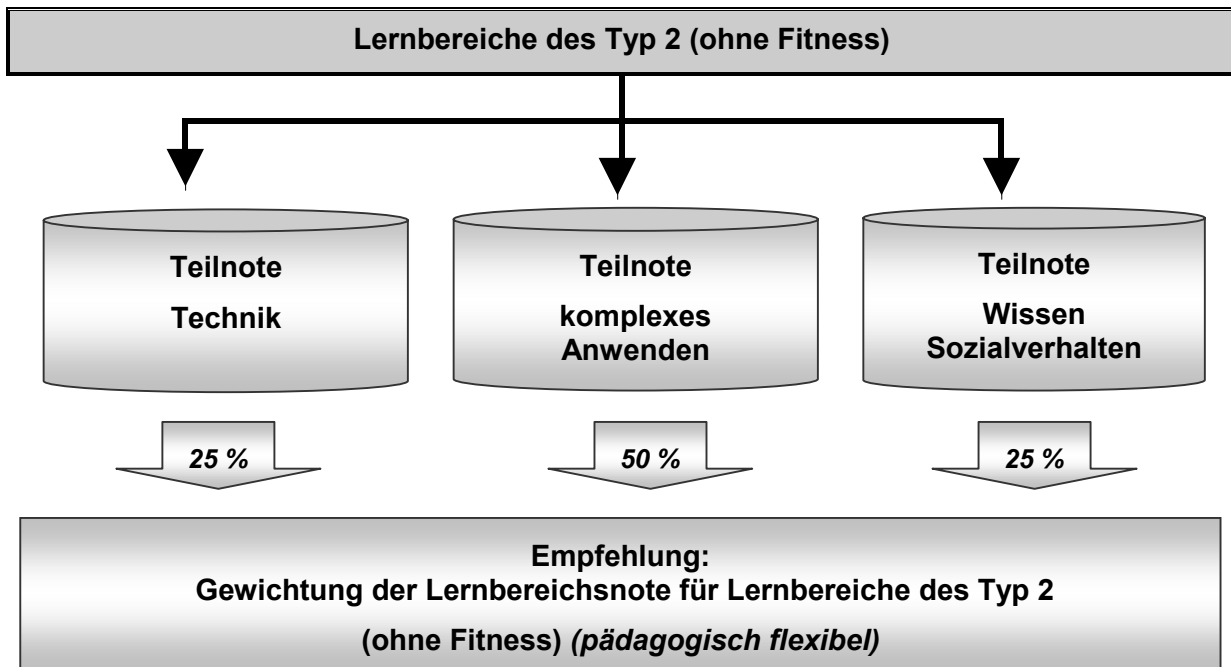 Lernbereiche des Typ 2 (ohne Fitness)
Teilnote
Technik
Teilnote
komplexes
Anwenden
Teilnote
Wissen
Sozialverhalten
25 %
50 %
25 %
Empfehlung:
Gewichtung der Lernbereichsnote für Lernbereiche des Typ 2
(ohne Fitness) (pädagogisch flexibel)